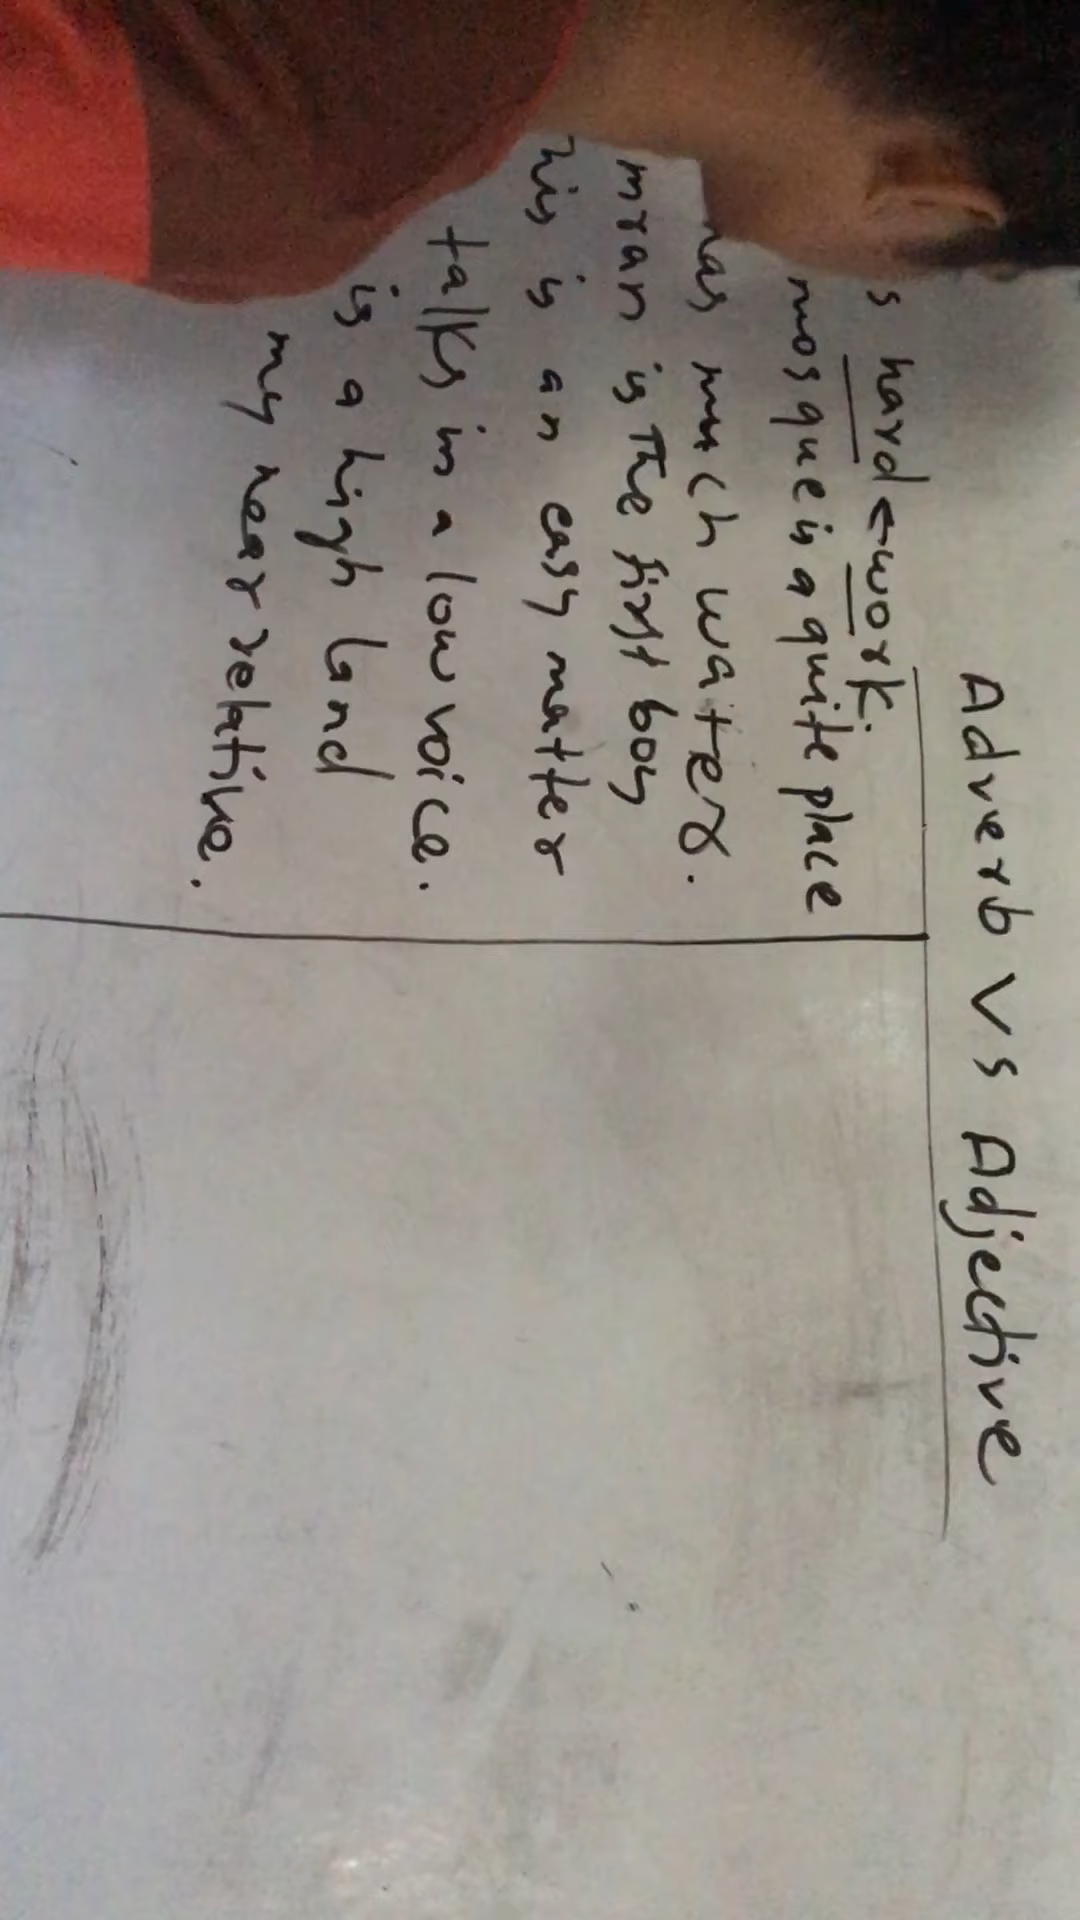 Adverb vs Adjective
s hard ← work.
mosque is a quite place
has much water.
mran is The first boy
his is an easy matter
talks in a low voice.
is a high land
my near relative.